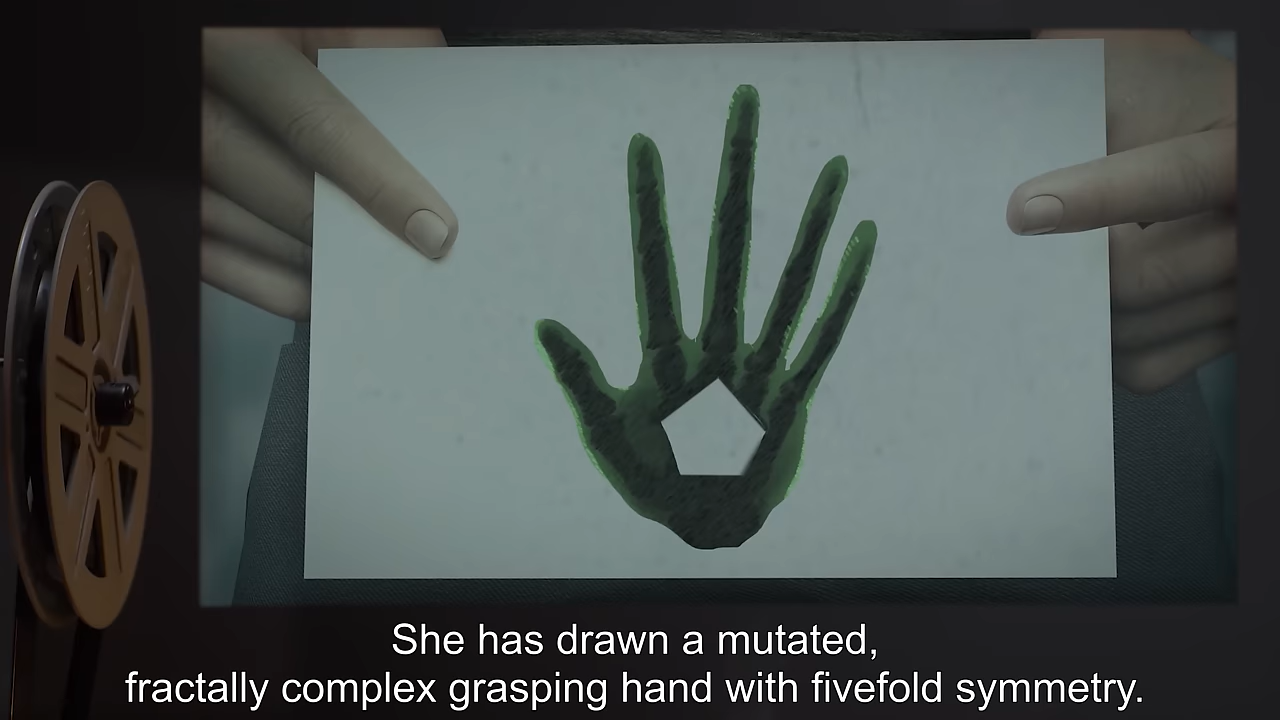 She has drawn a mutated,
fractally complex grasping hand with fivefold symmetry.